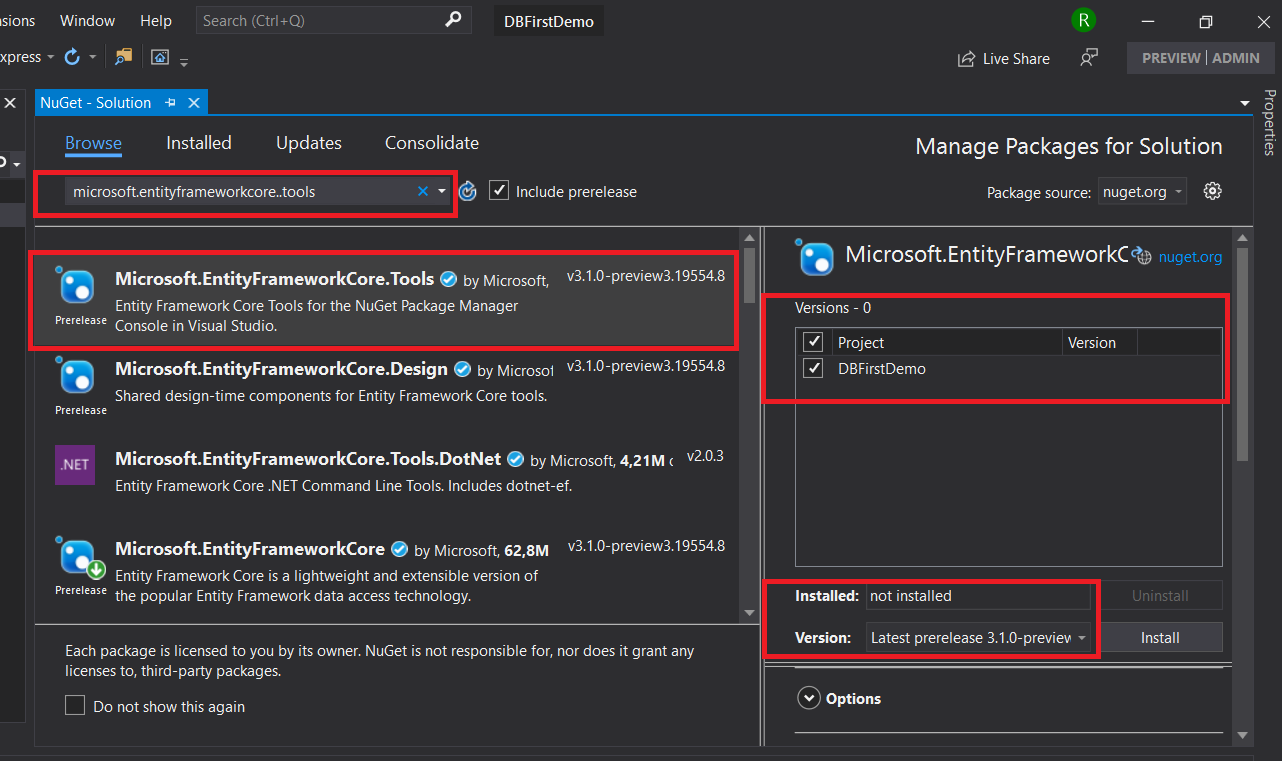 nsions Window Help Search (Ctrl+Q) DBFirstDemo R
xpress Live Share PREVIEW ADMIN
NuGet - Solution
Properties
Browse Installed Updates Consolidate Manage Packages for Solution
microsoft.entityframeworkcore..tools Include prerelease Package source: nuget.org
Microsoft.EntityFrameworkCore.Tools by Microsoft, v3.1.0-preview3.19554.8
Entity Framework Core Tools for the NuGet Package Manager
Console in Visual Studio.
Prerelease
Microsoft.EntityFrameworkCore.Design by Microsof v3.1.0-preview3.19554.8
Shared design-time components for Entity Framework Core tools.
Prerelease
.NET
Microsoft.EntityFrameworkCore.Tools.DotNet by Microsoft, 4,21M v2.0.3
Entity Framework Core .NET Command Line Tools. Includes dotnet-ef.
Microsoft.EntityFrameworkCore by Microsoft, 62,8M v3.1.0-preview3.19554.8
Entity Framework Core is a lightweight and extensible version of
the popular Entity Framework data access technology.
Prerelease
Each package is licensed to you by its owner. NuGet is not responsible for, nor does it grant any
licenses to, third-party packages.
Do not show this again
Microsoft.EntityFrameworkC nuget.org
Versions - 0
Project Version
DBFirstDemo
Installed: not installed Uninstall
Version: Latest prerelease 3.1.0-preview Install
Options